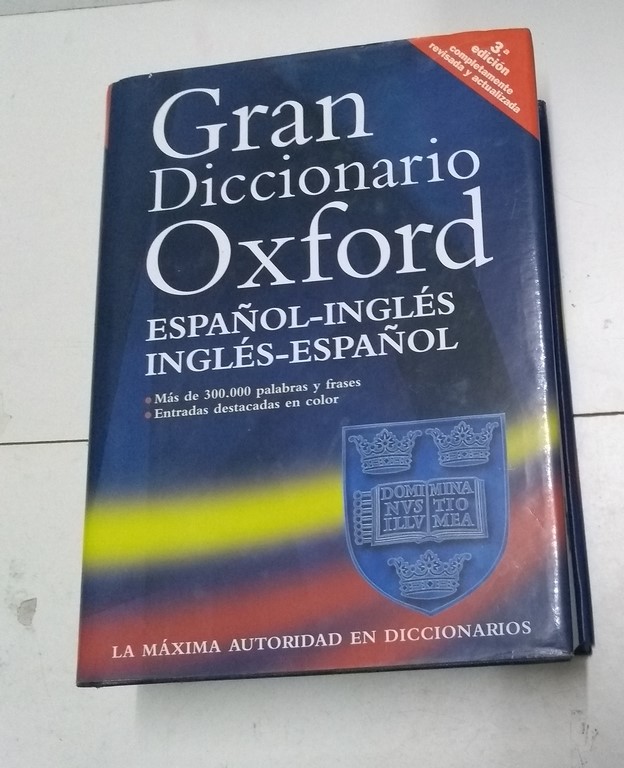 3.ª
edición
completamente
revisada y actualizada
Gran
Diccionario
Oxford
ESPAÑOL-INGLÉS
INGLÉS-ESPAÑOL
Más de 300.000 palabras y frases
Entradas destacadas en color
DOMI MINA
NVS TIO
ILLV MEA
LA MÁXIMA AUTORIDAD EN DICCIONARIOS